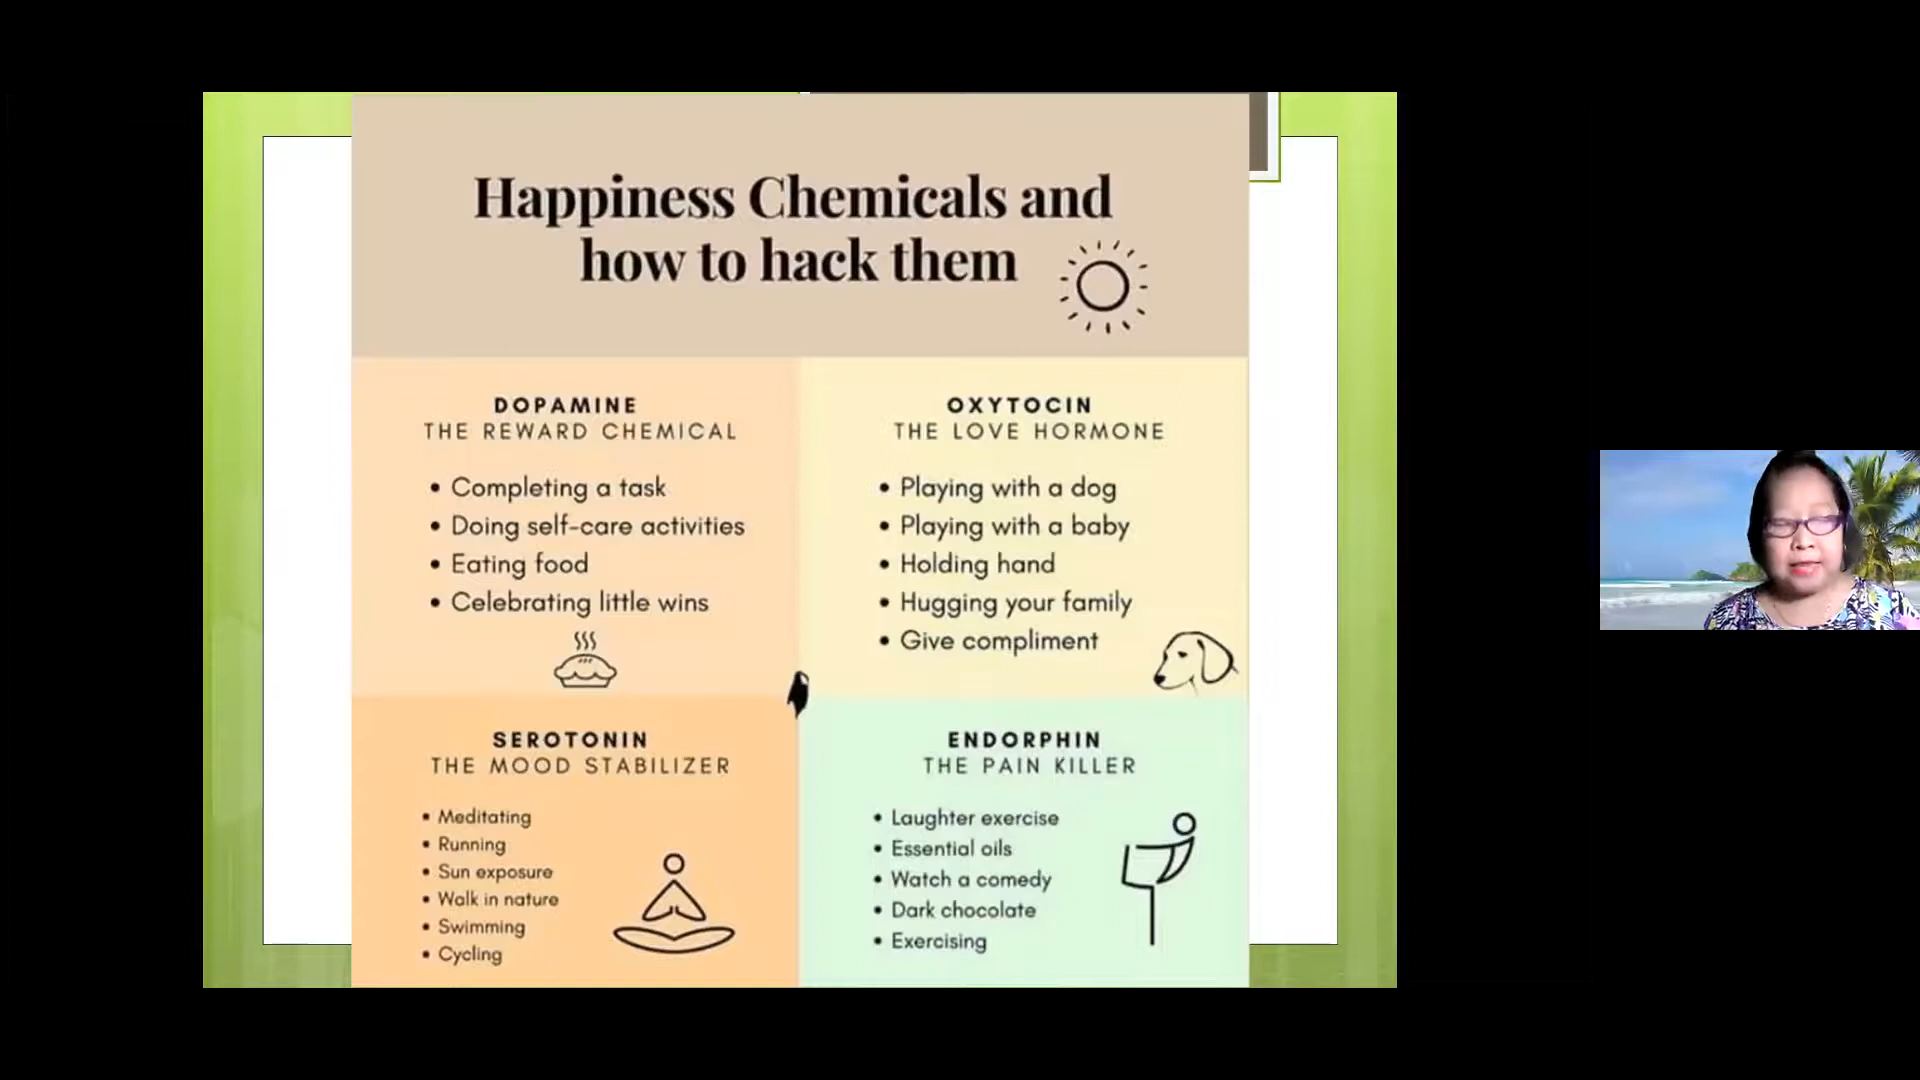 Happiness Chemicals and
how to hack them
DOPAMINE
THE REWARD CHEMICAL
• Completing a task
• Doing self-care activities
• Eating food
• Celebrating little wins
OXYTOCIN
THE LOVE HORMONE
• Playing with a dog
• Playing with a baby
• Holding hand
• Hugging your family
• Give compliment
SEROTONIN
THE MOOD STABILIZER
• Meditating
• Running
• Sun exposure
• Walk in nature
• Swimming
• Cycling
ENDORPHIN
THE PAIN KILLER
• Laughter exercise
• Essential oils
• Watch a comedy
• Dark chocolate
• Exercising